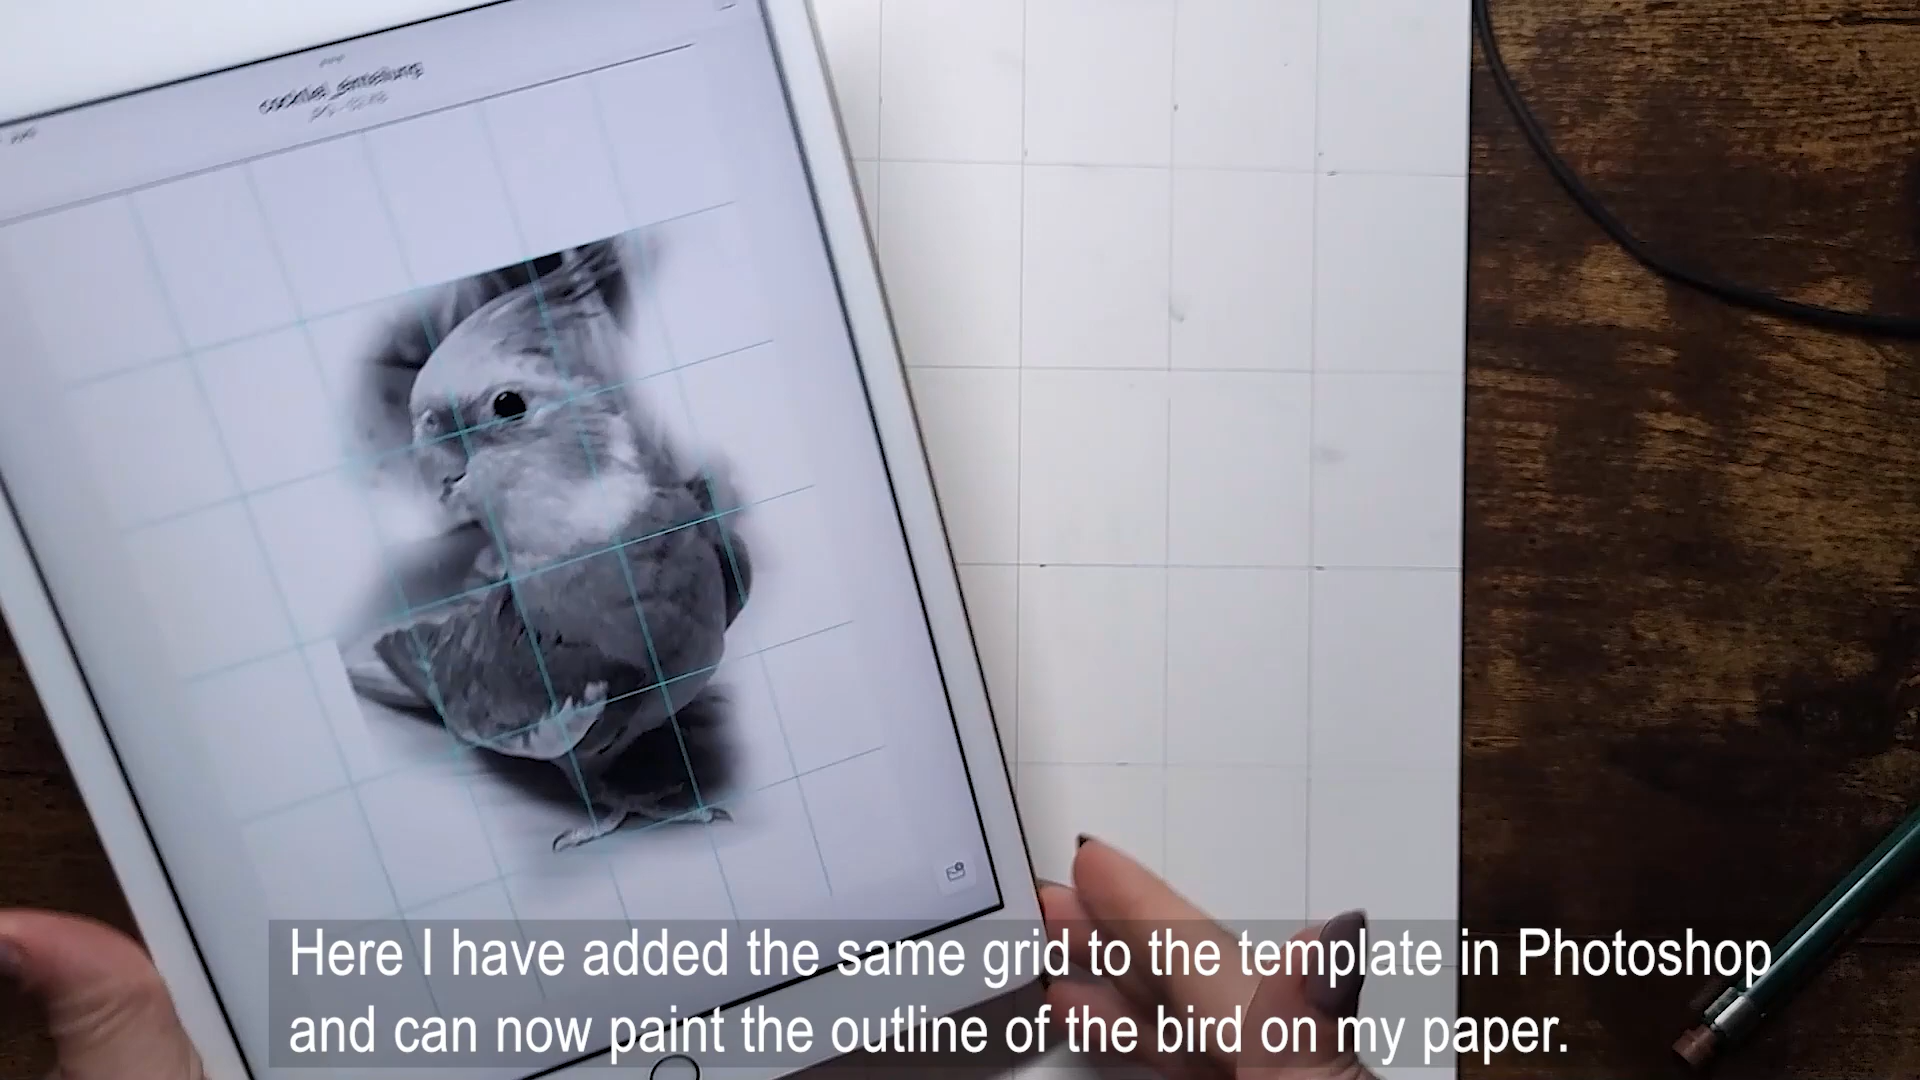 Here I have added the same grid to the template in Photoshop
and can now paint the outline of the bird on my paper.